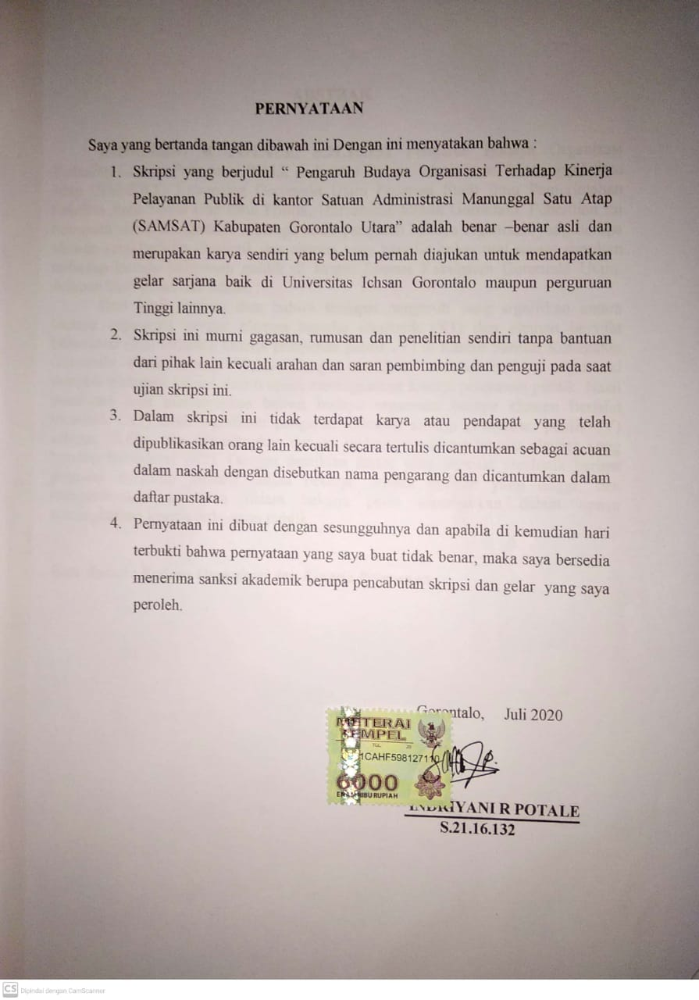 PERNYATAAN
Saya yang bertanda tangan dibawah ini Dengan ini menyatakan bahwa :
1. Skripsi yang berjudul “ Pengaruh Budaya Organisasi Terhadap Kinerja
Pelayanan Publik di kantor Satuan Administrasi Manunggal Satu Atap
(SAMSAT) Kabupaten Gorontalo Utara” adalah benar –benar asli dan
merupakan karya sendiri yang belum pernah diajukan untuk mendapatkan
gelar sarjana baik di Universitas Ichsan Gorontalo maupun perguruan
Tinggi lainnya.
2. Skripsi ini murni gagasan, rumusan dan penelitian sendiri tanpa bantuan
dari pihak lain kecuali arahan dan saran pembimbing dan penguji pada saat
ujian skripsi ini.
3. Dalam skripsi ini tidak terdapat karya atau pendapat yang telah
dipublikasikan orang lain kecuali secara tertulis dicantumkan sebagai acuan
dalam naskah dengan disebutkan nama pengarang dan dicantumkan dalam
daftar pustaka.
4. Pernyataan ini dibuat dengan sesungguhnya dan apabila di kemudian hari
terbukti bahwa pernyataan yang saya buat tidak benar, maka saya bersedia
menerima sanksi akademik berupa pencabutan skripsi dan gelar yang saya
peroleh.
Gorontalo, Juli 2020
METERAI
TEMPEL
TGL. 20
6000
ENAM RIBU RUPIAH
INDRIYANI R POTALE
S.21.16.132
CS Dipindai dengan CamScanner